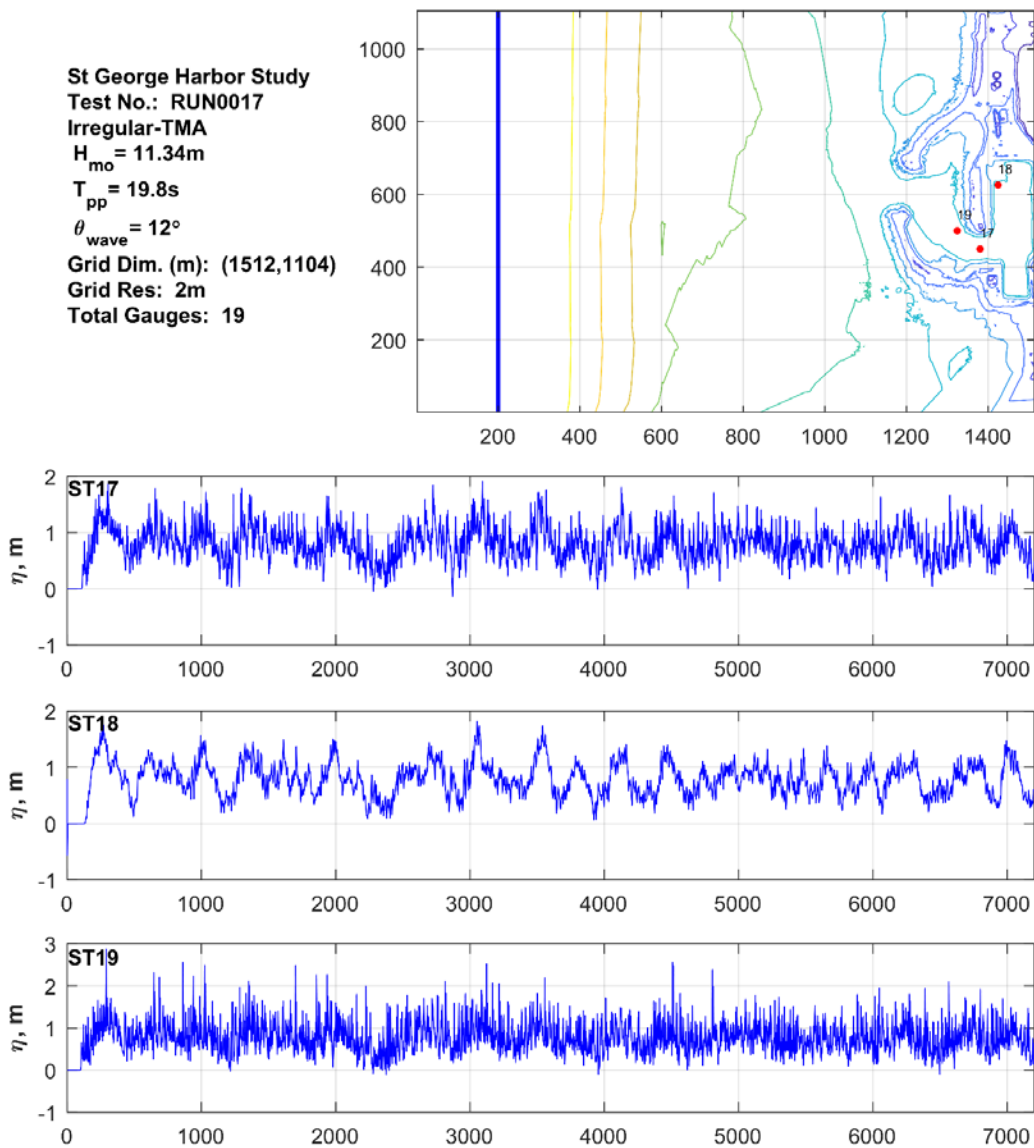 St George Harbor Study
Test No.: RUN0017
Irregular-TMA
Hmo= 11.34m
Tpp= 19.8s
θwave= 12°
Grid Dim. (m): (1512,1104)
Grid Res: 2m
Total Gauges: 19
1000
800
600
400
200
18
19
17
200 400 600 800 1000 1200 1400
ST17
η, m
2
1
0
-1
0 1000 2000 3000 4000 5000 6000 7000
ST18
η, m
2
1
0
-1
0 1000 2000 3000 4000 5000 6000 7000
ST19
η, m
3
2
1
0
-1
0 1000 2000 3000 4000 5000 6000 7000